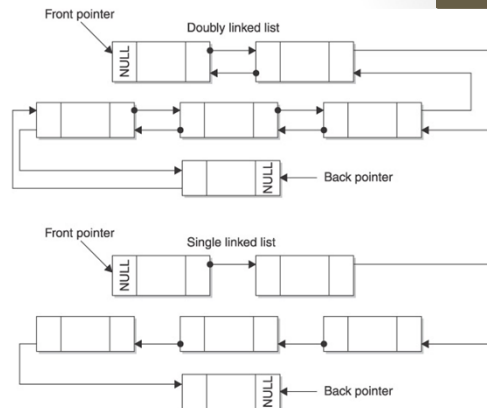 Front pointer
Doubly linked list
NULL
NULL
Back pointer
Front pointer
Single linked list
NULL
NULL
Back pointer